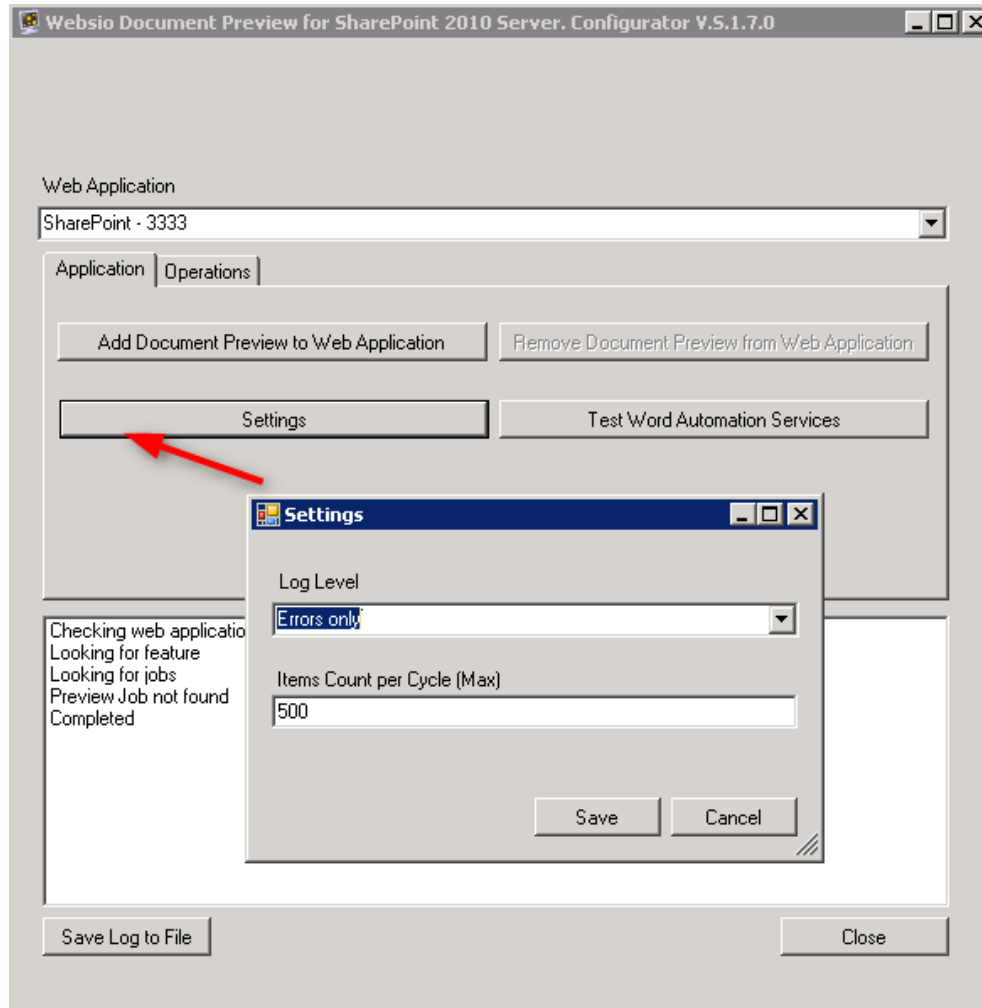 Websio Document Preview for SharePoint 2010 Server. Configurator V.5.1.7.0
Web Application
SharePoint - 3333
Application
Operations
Add Document Preview to Web Application
Remove Document Preview from Web Application
Settings
Test Word Automation Services
Settings
Log Level
Errors only
Items Count per Cycle (Max)
500
Save
Cancel
Checking web applicatio
Looking for feature
Looking for jobs
Preview Job not found
Completed
Save Log to File
Close